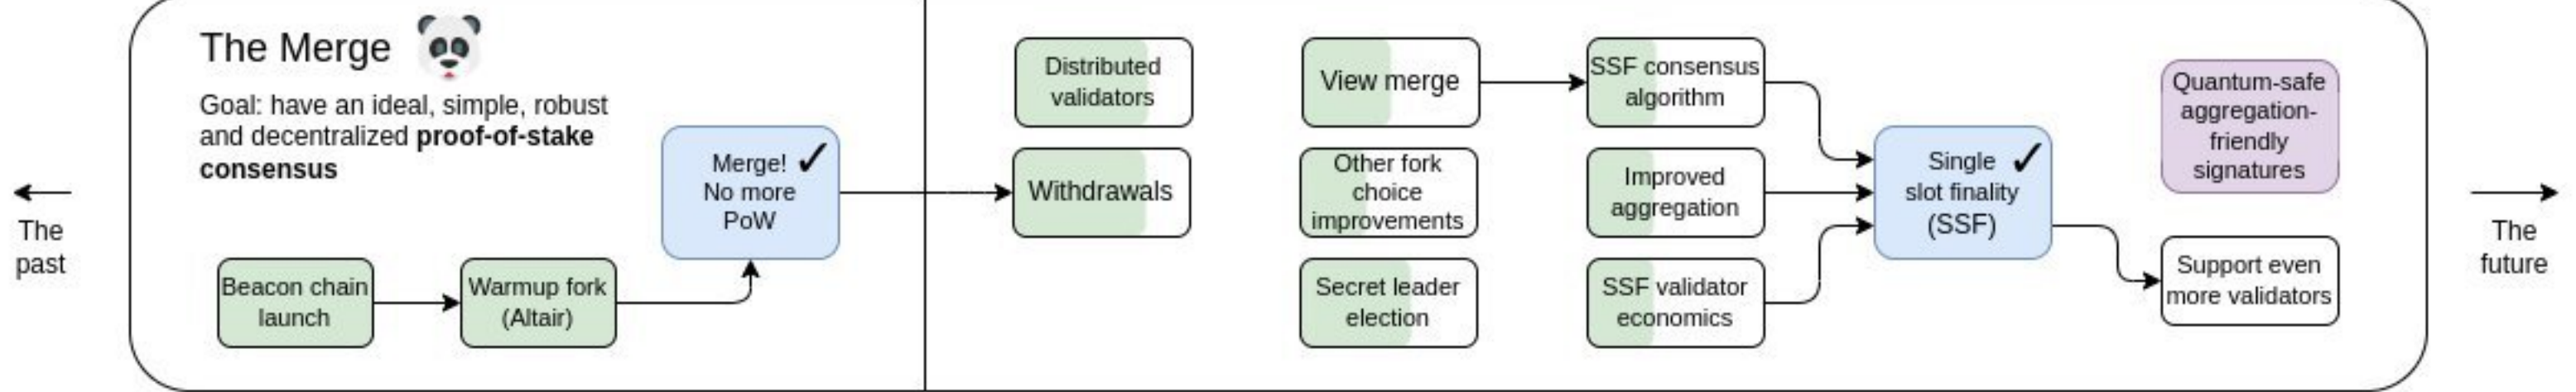 The Merge
Goal: have an ideal, simple, robust
and decentralized proof-of-stake
consensus
The
past
Beacon chain
launch
Warmup fork
(Altair)
Merge!
No more
PoW
Distributed
validators
Withdrawals
View merge
Other fork
choice
improvements
Secret leader
election
SSF consensus
algorithm
Improved
aggregation
SSF validator
economics
Single
slot finality
(SSF)
Quantum-safe
aggregation-
friendly
signatures
Support even
more validators
The
future